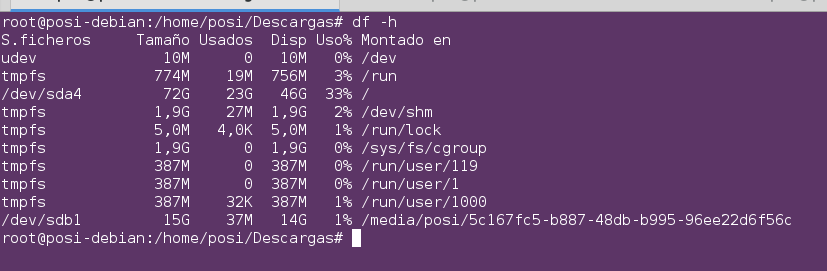 root@posi-debian:/home/posi/Descargas# df -h
S.ficheros     Tamaño Usados  Disp Uso% Montado en
udev              10M      0   10M   0% /dev
tmpfs            774M    19M  756M   3% /run
/dev/sda4         72G    23G   46G  33% /
tmpfs            1,9G    27M  1,9G   2% /dev/shm
tmpfs            5,0M   4,0K  5,0M   1% /run/lock
tmpfs            1,9G      0  1,9G   0% /sys/fs/cgroup
tmpfs            387M      0  387M   0% /run/user/119
tmpfs            387M      0  387M   0% /run/user/1
tmpfs            387M    32K  387M   1% /run/user/1000
/dev/sdb1         15G    37M   14G   1% /media/posi/5c167fc5-b887-48db-b995-96ee22d6f56c
root@posi-debian:/home/posi/Descargas#